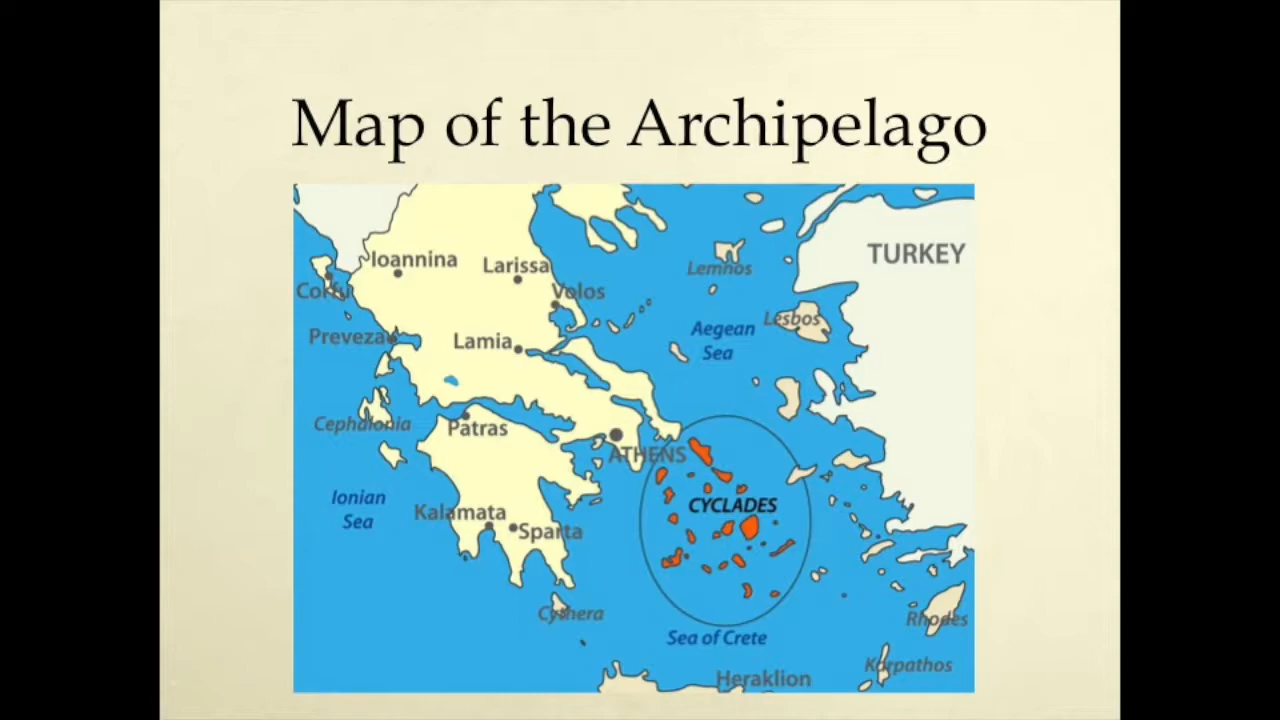 Map of the Archipelago
TURKEY
Ioannina
Larissa
Lemnos
Corfu
Volos
Lesbos
Aegean
Sea
Preveza
Lamia
Cephalonia
Patras
ATHENS
Ionian
Sea
CYCLADES
Kalamata
Sparta
Cythera
Rhodes
Sea of Crete
Karpathos
Heraklion